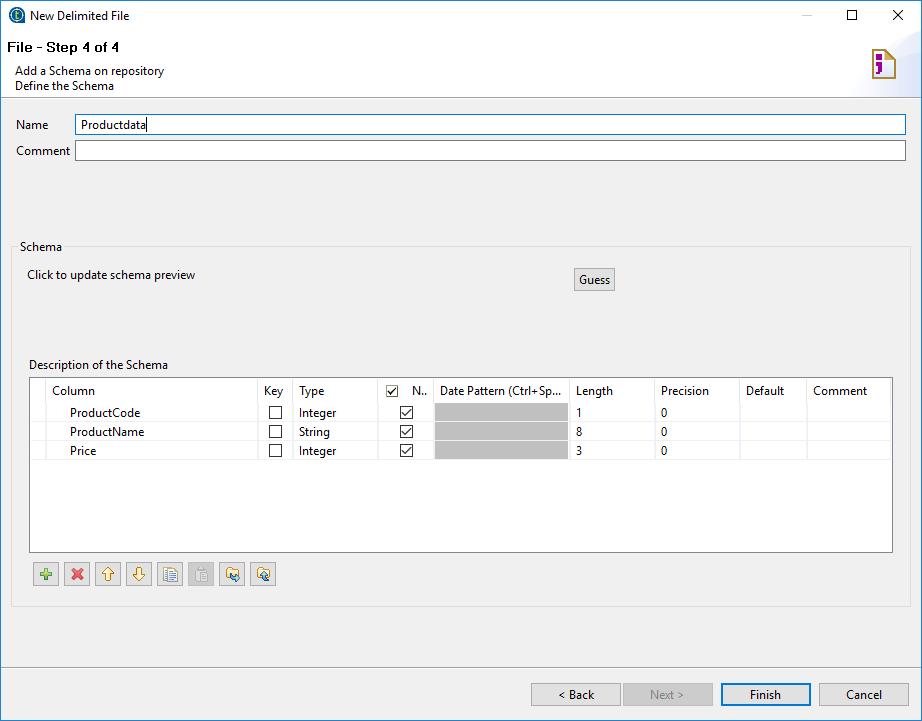 New Delimited File
File - Step 4 of 4
Add a Schema on repository
Define the Schema
Name Productdata
Comment
Schema
Click to update schema preview Guess
Description of the Schema
Column Key Type N.. Date Pattern (Ctrl+Sp... Length Precision Default Comment
ProductCode Integer 1 0
ProductName String 8 0
Price Integer 3 0
< Back Next > Finish Cancel